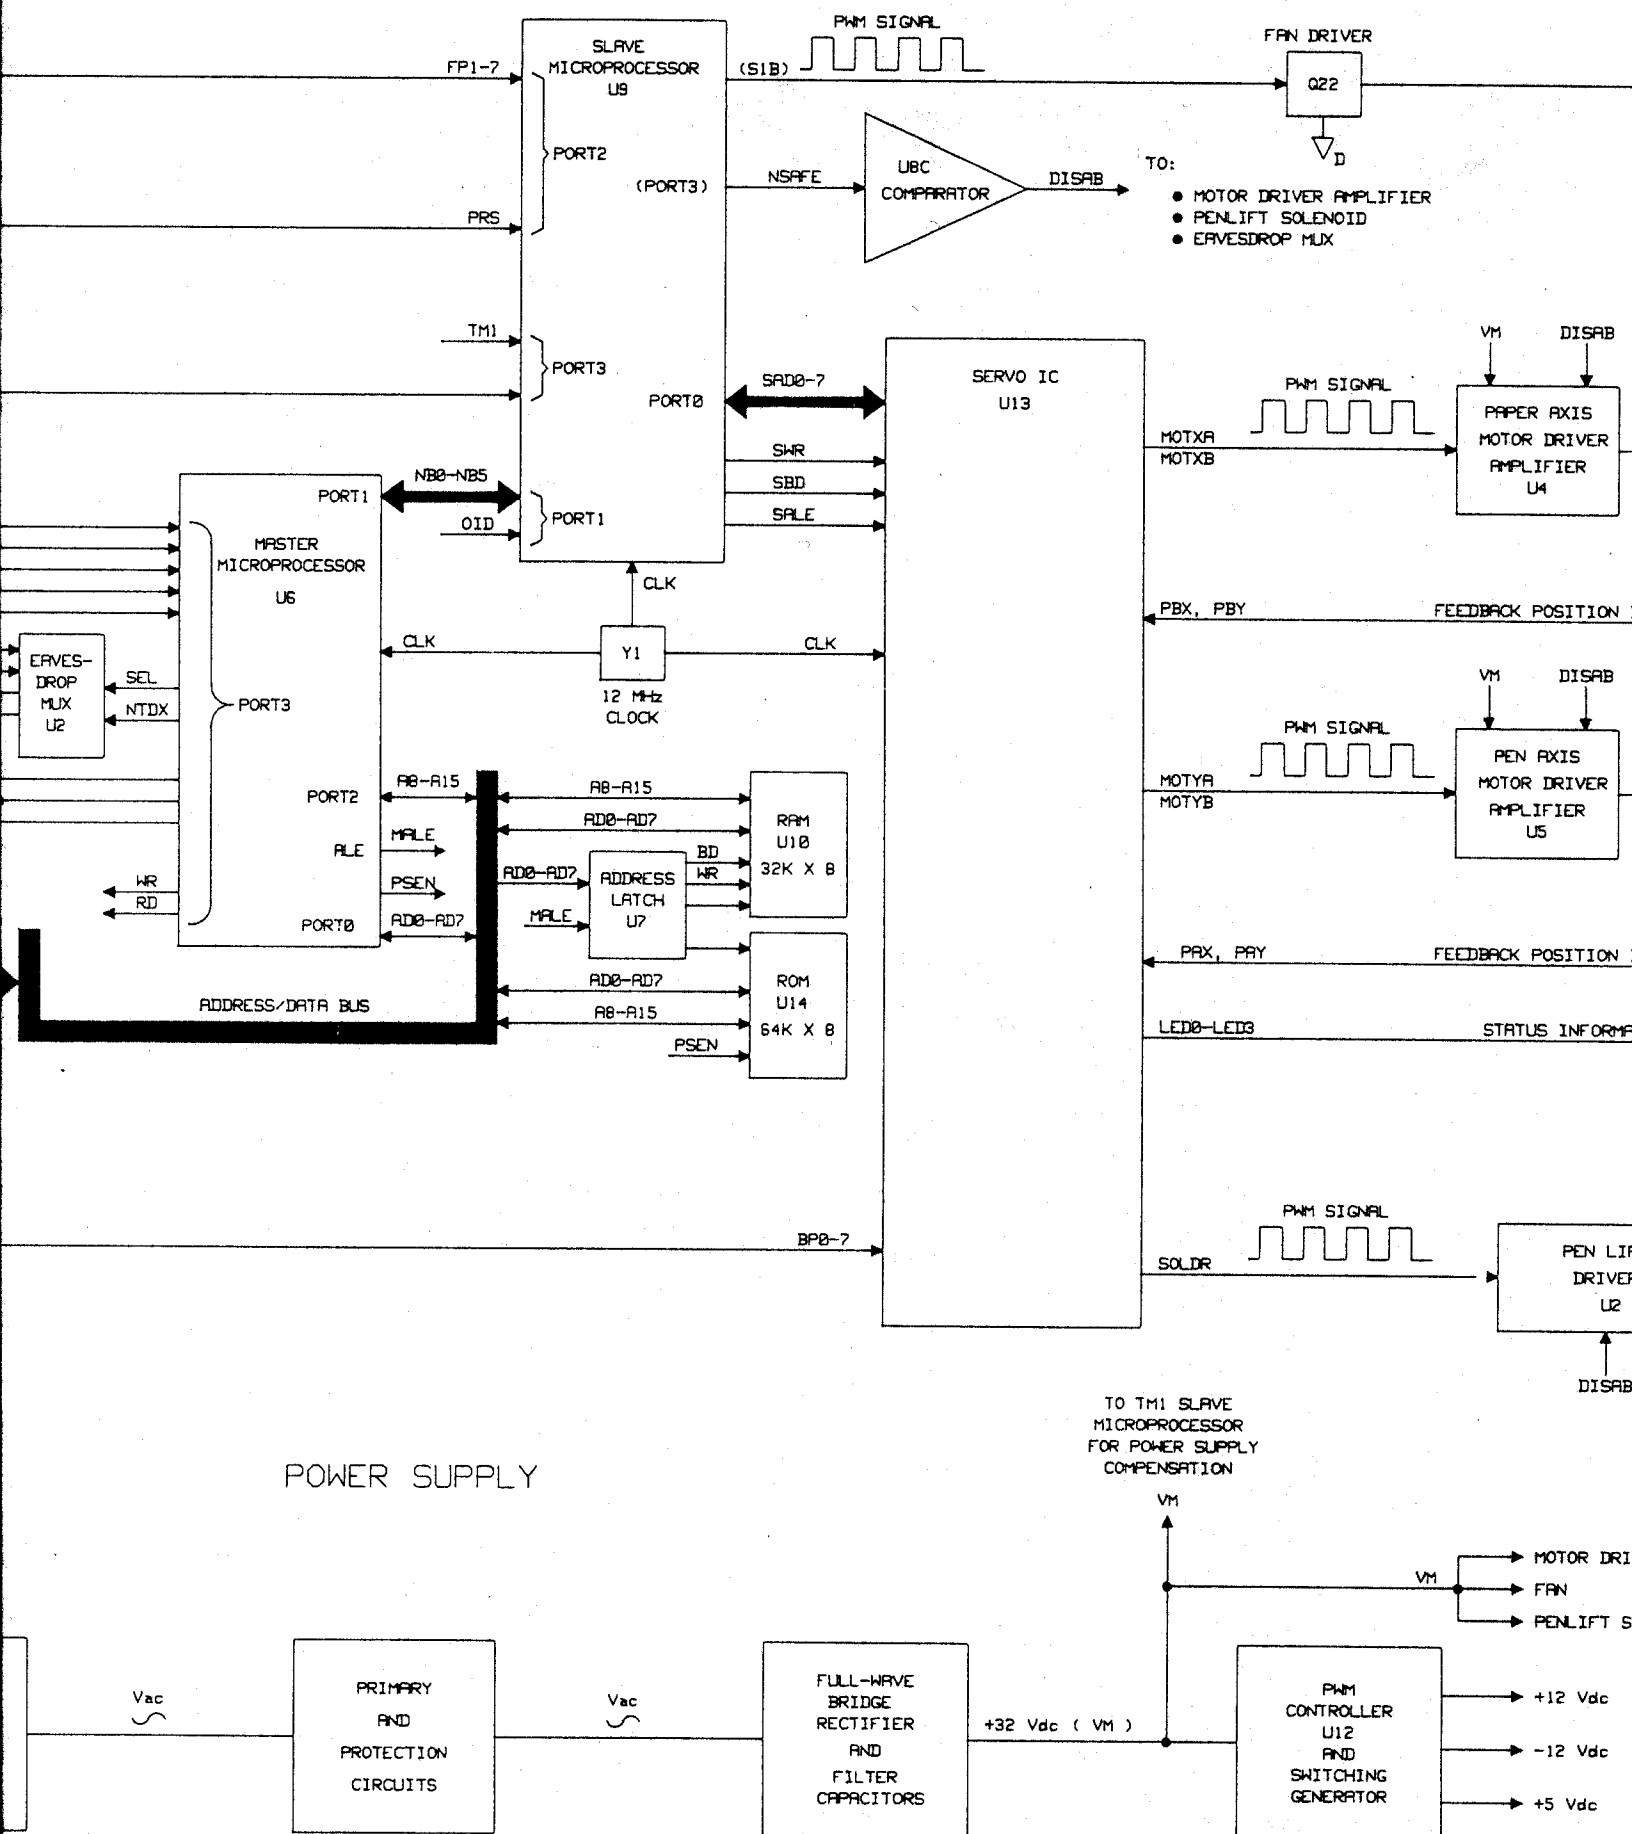 PWM SIGNAL
FAN DRIVER
SLAVE
MICROPROCESSOR
U9
FP1-7
(S1B)
Q22
D
PORT2
UBC
COMPARATOR
(PORT3)
NSAFE
DISAB
TO:
● MOTOR DRIVER AMPLIFIER
● PENLIFT SOLENOID
● EAVESDROP MUX
PRS
TM1
PORT3
PORT0
SAD0-7
SERVO IC
U13
VM
DISAB
PWM SIGNAL
PAPER AXIS
MOTOR DRIVER
AMPLIFIER
U4
MOTXA
MOTXB
SWR
SBD
SALE
NB0-NB5
PORT1
OID
PORT1
MASTER
MICROPROCESSOR
U6
CLK
CLK
Y1
CLK
12 MHz
CLOCK
PBX, PBY
FEEDBACK POSITION
EAVES-
DROP
MUX
U2
SEL
NTDX
PORT3
VM
DISAB
PWM SIGNAL
PEN AXIS
MOTOR DRIVER
AMPLIFIER
U5
MOTYA
MOTYB
PORT2
A8-A15
A8-A15
AD0-AD7
RAM
U10
32K X 8
ALE
MALE
PSEN
WR
RD
PORT0
AD0-AD7
AD0-AD7
ADDRESS
LATCH
U7
BD
WR
MALE
AD0-AD7
A8-A15
PSEN
ROM
U14
64K X 8
ADDRESS/DATA BUS
PAX, PAY
FEEDBACK POSITION
LED0-LED3
STATUS INFORMA
BP0-7
PWM SIGNAL
SOLDR
PEN LIF
DRIVER
U2
DISAB
TO TM1 SLAVE
MICROPROCESSOR
FOR POWER SUPPLY
COMPENSATION
VM
POWER SUPPLY
VM
MOTOR DRI
FAN
PENLIFT S
Vac
PRIMARY
AND
PROTECTION
CIRCUITS
Vac
FULL-WAVE
BRIDGE
RECTIFIER
AND
FILTER
CAPACITORS
+32 Vdc ( VM )
PWM
CONTROLLER
U12
AND
SWITCHING
GENERATOR
+12 Vdc
-12 Vdc
+5 Vdc